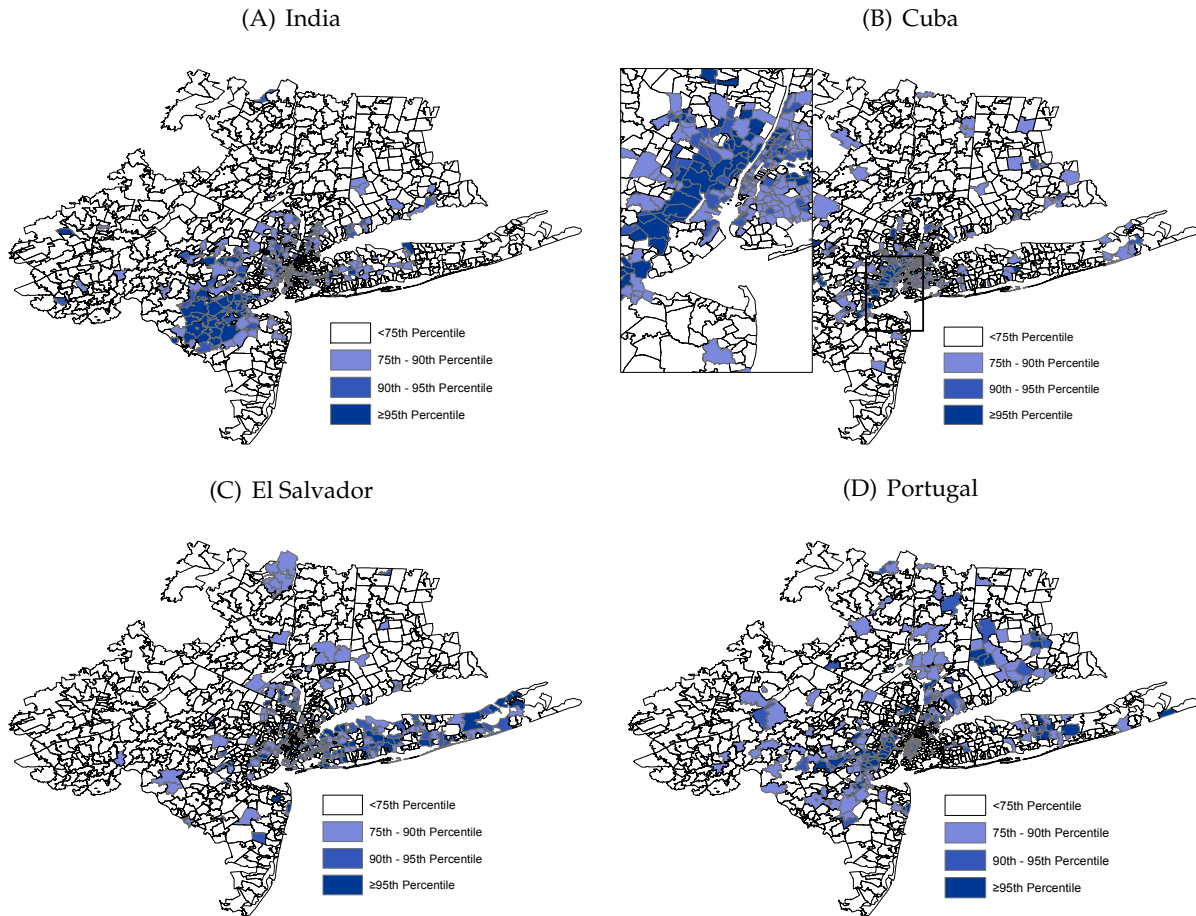 (A) India
(B) Cuba
<75th Percentile
75th - 90th Percentile
90th - 95th Percentile
≥95th Percentile
<75th Percentile
75th - 90th Percentile
90th - 95th Percentile
≥95th Percentile
(C) El Salvador
(D) Portugal
<75th Percentile
75th - 90th Percentile
90th - 95th Percentile
≥95th Percentile
<75th Percentile
75th - 90th Percentile
90th - 95th Percentile
≥95th Percentile